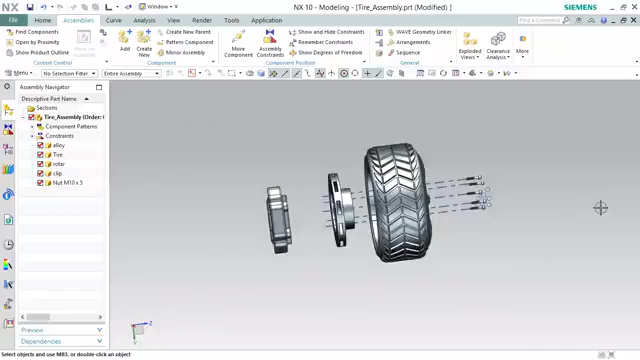 Window
NX 10 - Modeling - [Tire_Assembly.prt (Modified) ]
SIEMENS
File
Home
Assemblies
Curve
Analysis
View
Render
Tools
Application
Find a Command
Find Components
Open by Proximity
Show Product Outline
Context Control
Add
Create New
Create New Parent
Pattern Component
Mirror Assembly
Component
More Component
Assembly Constraints
Move Component
Show and Hide Constraints
Remember Constraints
Show Degrees of Freedom
Component Position
WAVE Geometry Linker
Arrangements
Sequence
General
Exploded Views
Clearance Analysis
More
Menu
No Selection Filter
Entire Assembly
Assembly Navigator
Descriptive Part Name
Sections
Tire_Assembly (Order:
Component Patterns
Constraints
alloy
Tire
rotar
clip
Nut M10 x 5
Preview
Dependencies
Z
Y
Select objects and use MB3, or double-click an object